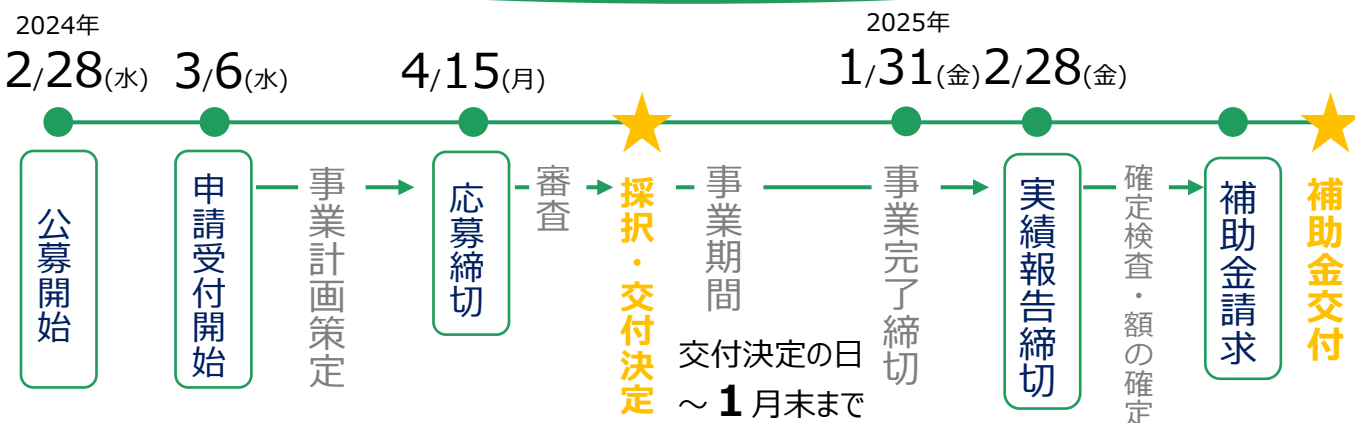 2024年
2/28(水)
3/6(水)
4/15(月)
2025年
1/31(金)
2/28(金)
公募開始
申請受付開始
事業計画策定
応募締切
審査
採択・交付決定
事業期間
交付決定の日
～1月末まで
事業完了締切
実績報告締切
確定検査・額の確定
補助金請求
補助金交付